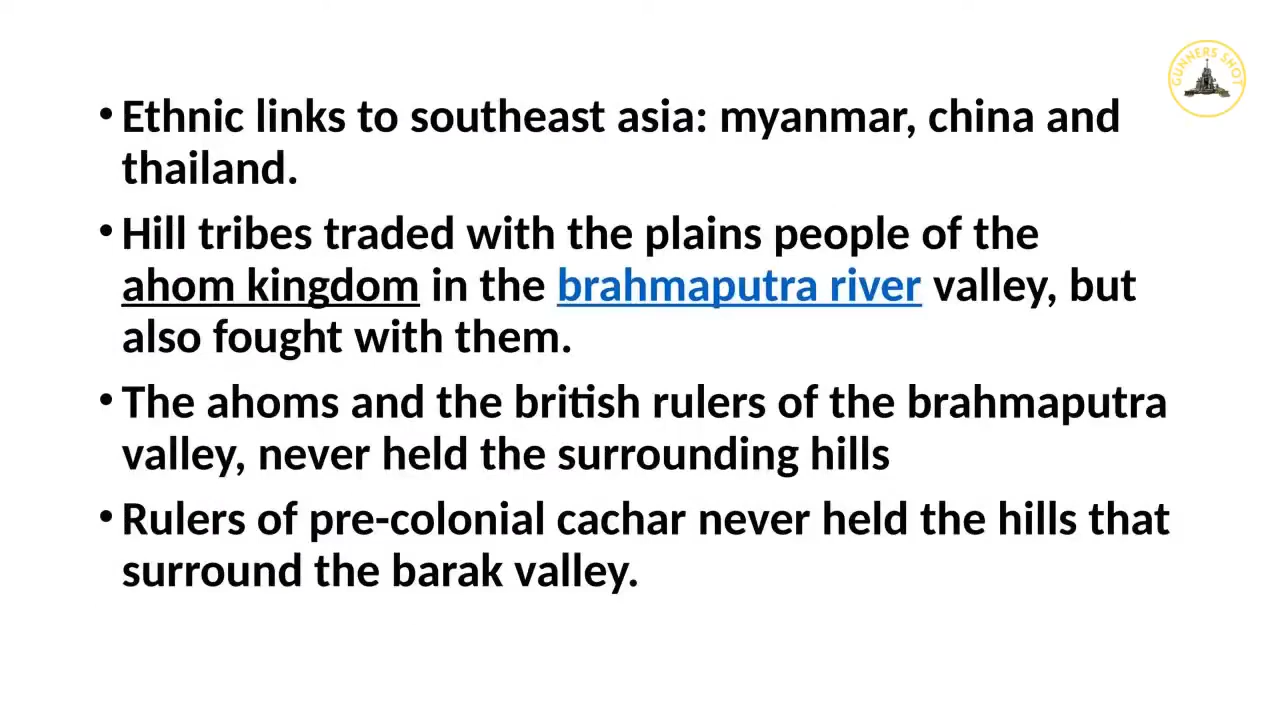 GUNNERS SHOT
• Ethnic links to southeast asia: myanmar, china and
thailand.
• Hill tribes traded with the plains people of the
ahom kingdom in the brahmaputra river valley, but
also fought with them.
• The ahoms and the british rulers of the brahmaputra
valley, never held the surrounding hills
• Rulers of pre-colonial cachar never held the hills that
surround the barak valley.